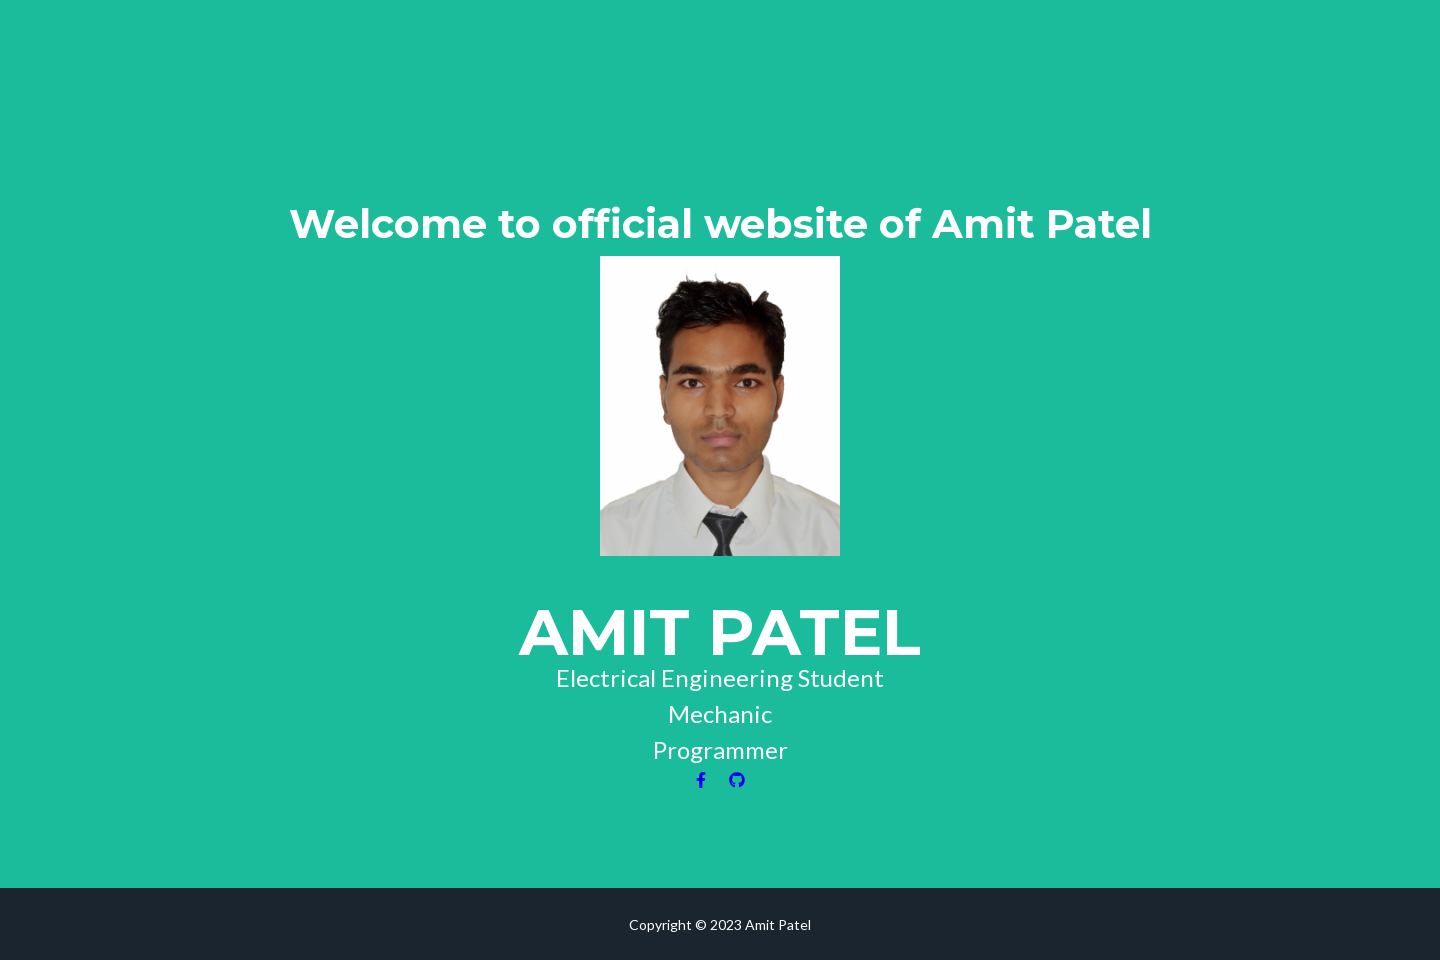 Welcome to official website of Amit Patel
AMIT PATEL
Electrical Engineering Student
Mechanic
Programmer
Copyright © 2023 Amit Patel